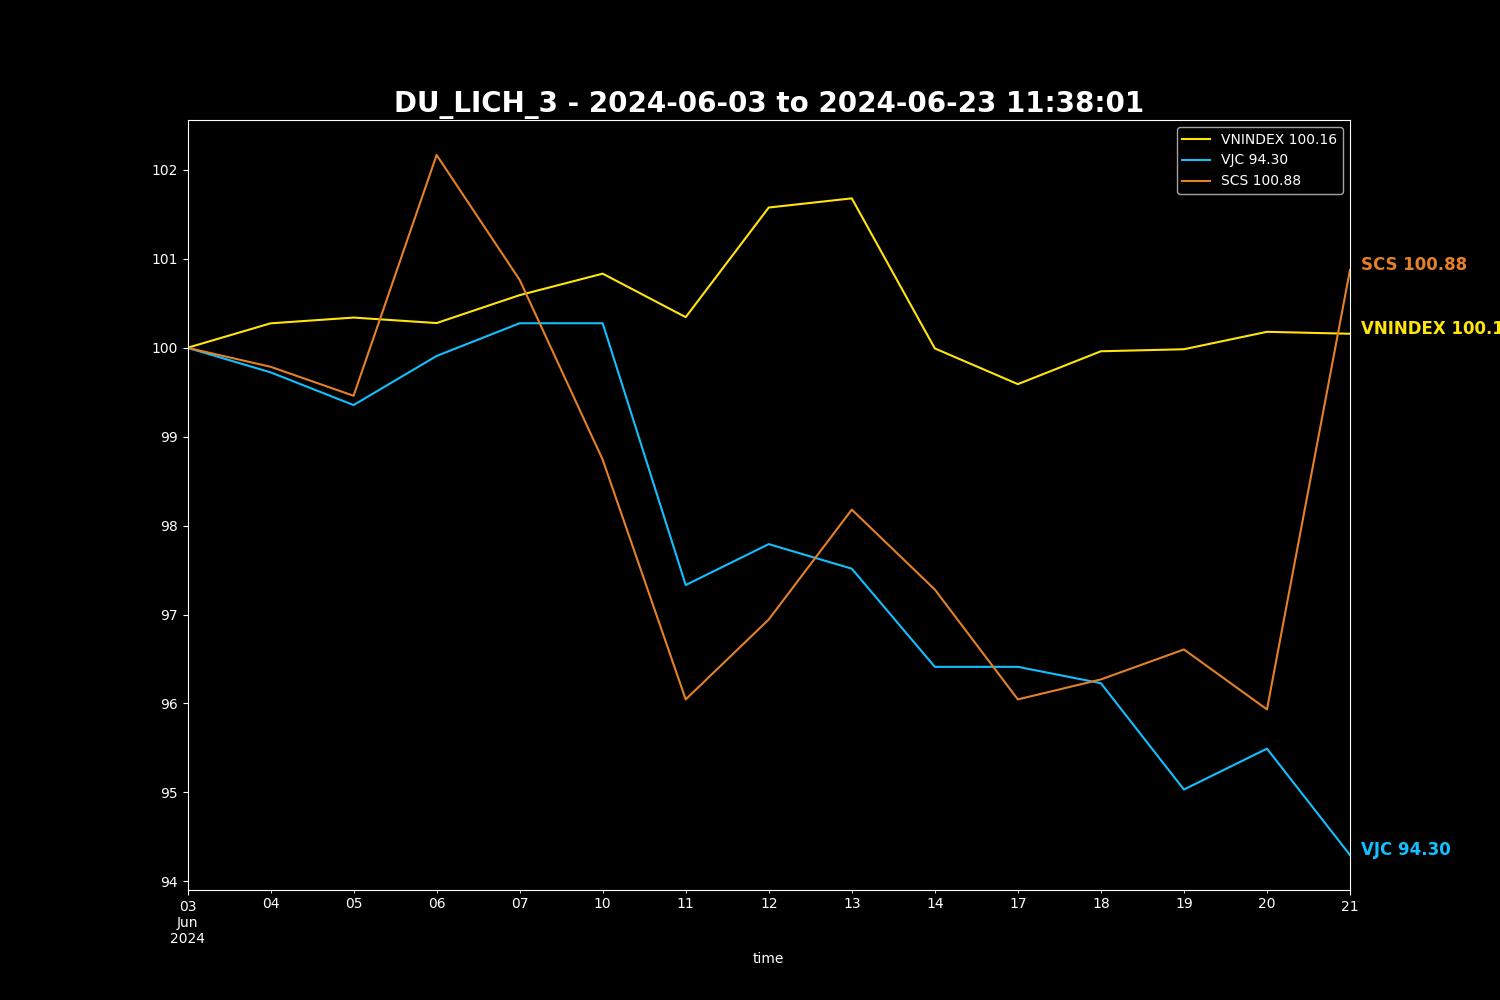 DU_LICH_3 - 2024-06-03 to 2024-06-23 11:38:01
VNINDEX 100.16
VJC 94.30
SCS 100.88
102
101
100
99
98
97
96
95
94
SCS 100.88
VNINDEX 100.1
VJC 94.30
03 04 05 06 07 10 11 12 13 14 17 18 19 20 21
Jun
2024
time